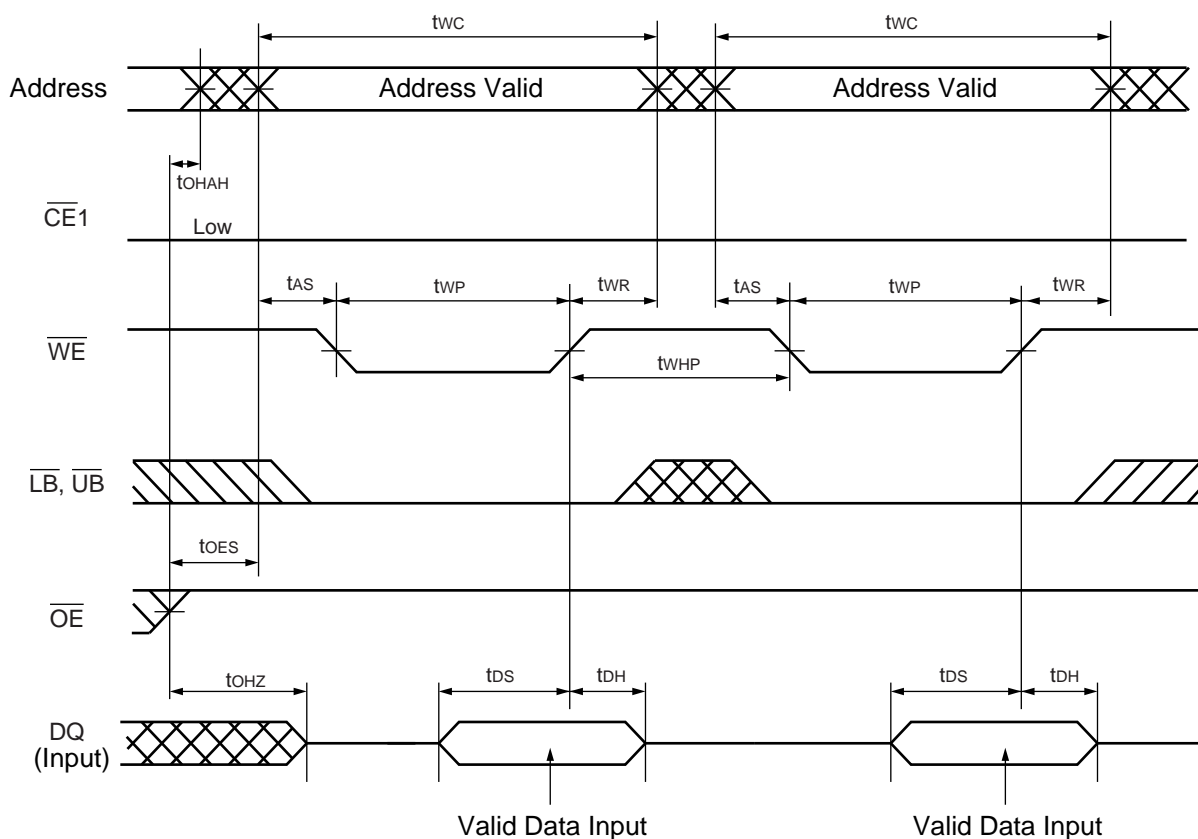 tWC tWC
Address Address Valid Address Valid
tOHAH
CE1 Low
tAS tWP tWR tAS tWP tWR
WE
tWHP
LB, UB
tOES
OE
tOHZ tDS tDH tDS tDH
DQ
(Input)
Valid Data Input Valid Data Input